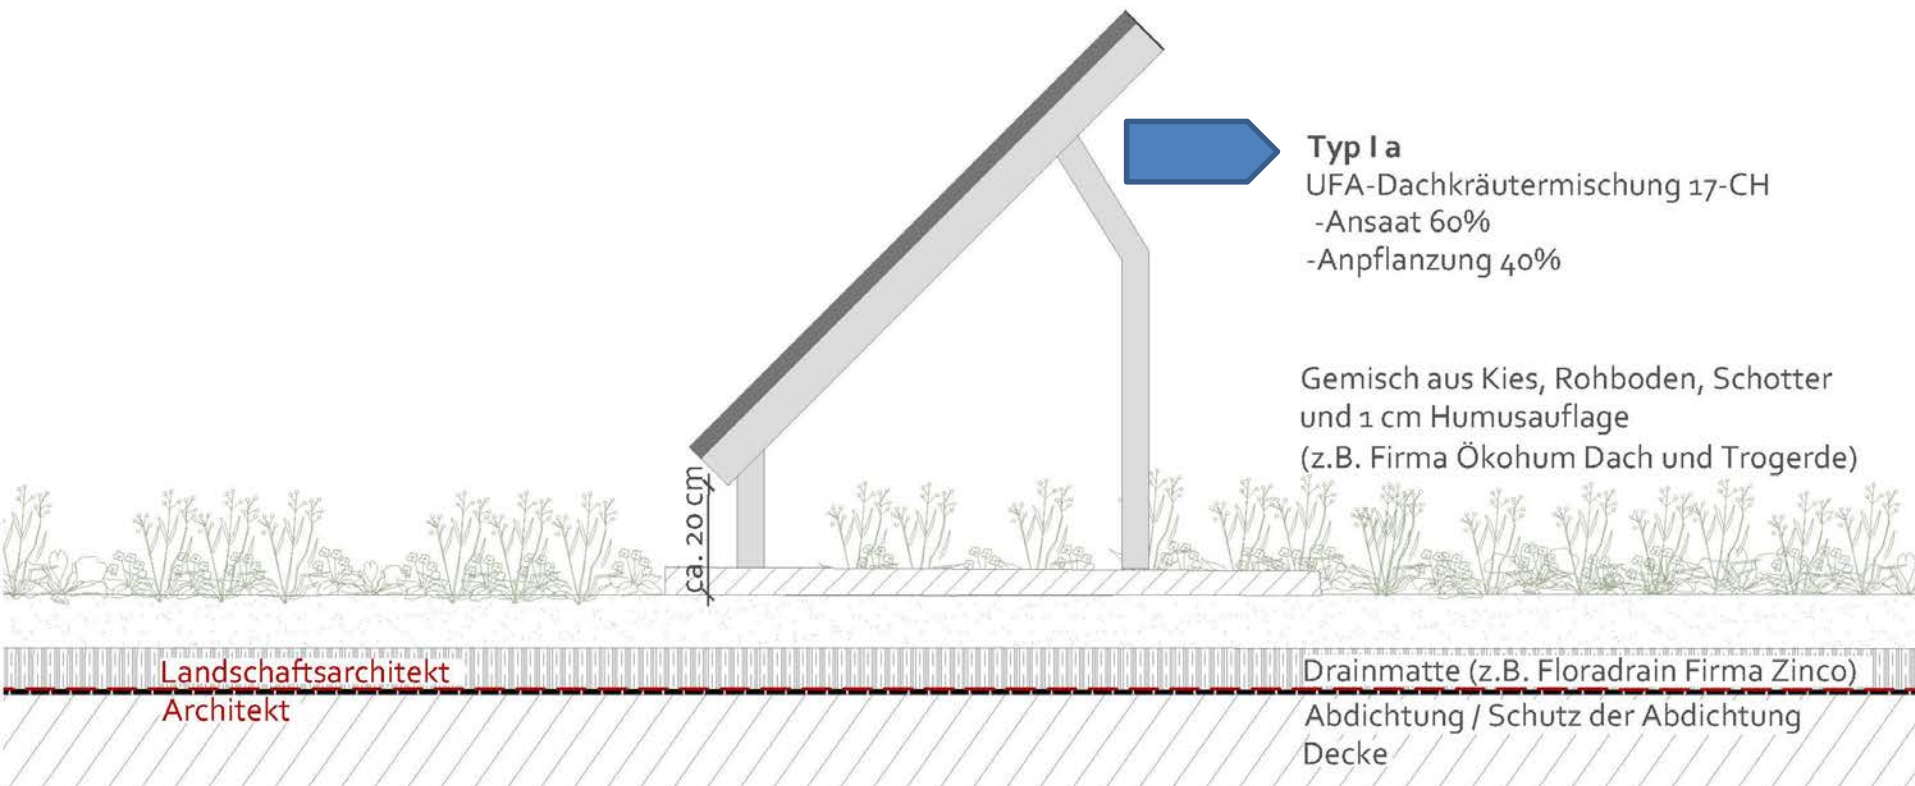 Typ I a
UFA-Dachkräutermischung 17-CH
-Ansaat 60%
-Anpflanzung 40%
Gemisch aus Kies, Rohboden, Schotter
und 1 cm Humusauflage
(z.B. Firma Ökohum Dach und Trogerde)
ca. 20 cm
Landschaftsarchitekt
Architekt
Drainmatte (z.B. Floradrain Firma Zinco)
Abdichtung / Schutz der Abdichtung
Decke